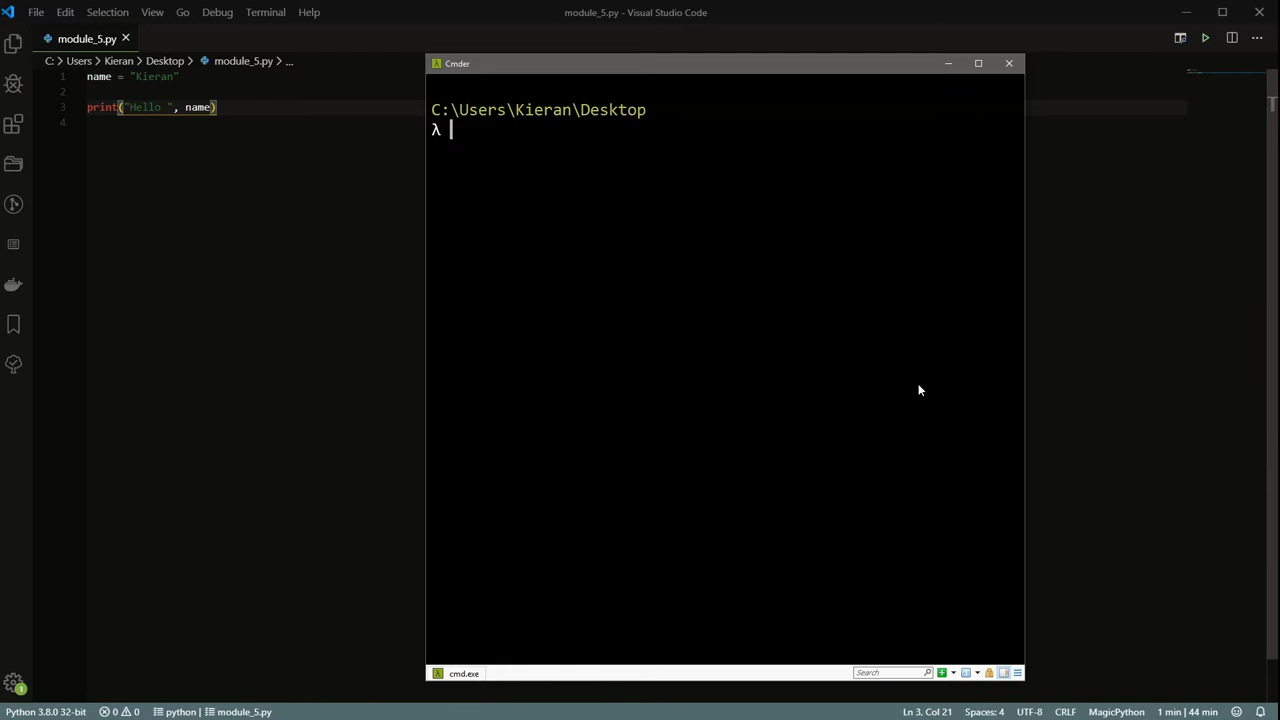 File Edit Selection View Go Debug Terminal Help
module_5.py - Visual Studio Code
module_5.py
C: > Users > Kieran > Desktop > module_5.py > ...
1 name = "Kieran"
2
3 print("Hello ", name)
4
Cmder
C:\Users\Kieran\Desktop
λ
cmd.exe
Search
1
Python 3.8.0 32-bit 0 0 python | module_5.py
Ln 3, Col 21 Spaces: 4 UTF-8 CRLF MagicPython 1 min | 44 min